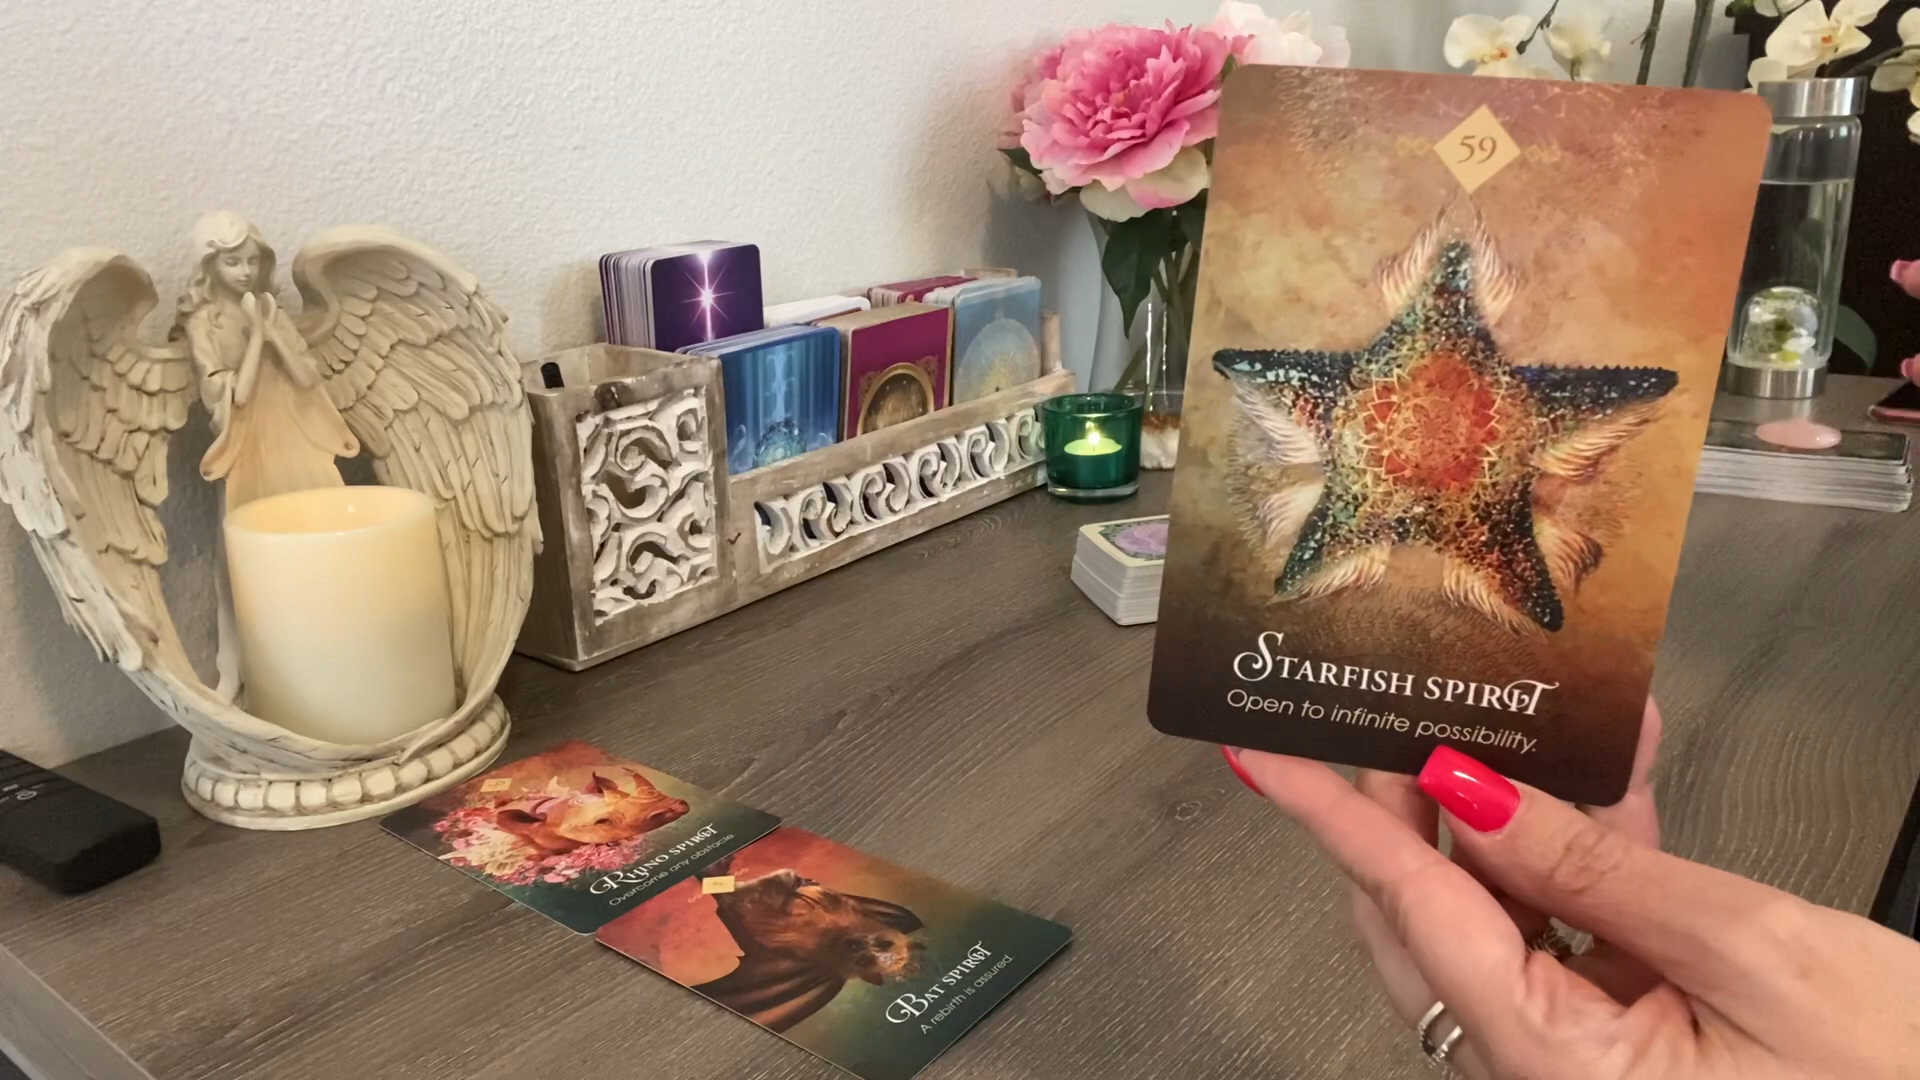 59
STARFISH SPIRIT
Open to infinite possibility.
RHINO SPIRIT
Overcome any obstacle.
BAT SPIRIT
A rebirth is assured.